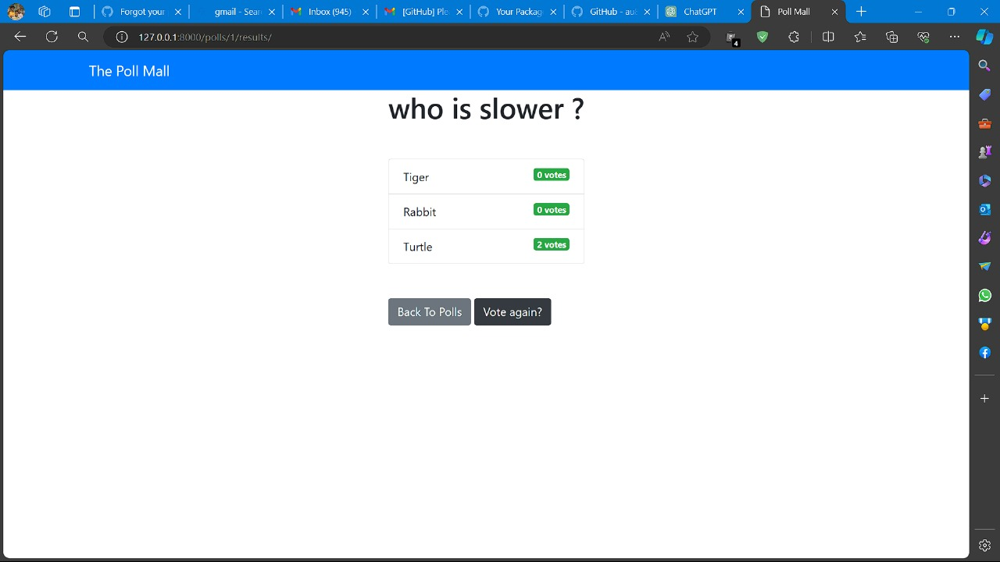 Forgot your
gmail - Sear
Inbox (945)
[GitHub] Ple
Your Packag
GitHub - au
ChatGPT
Poll Mall
127.0.0.1:8000/polls/1/results/
4
The Poll Mall
who is slower ?
Tiger 0 votes
Rabbit 0 votes
Turtle 2 votes
Back To Polls Vote again?